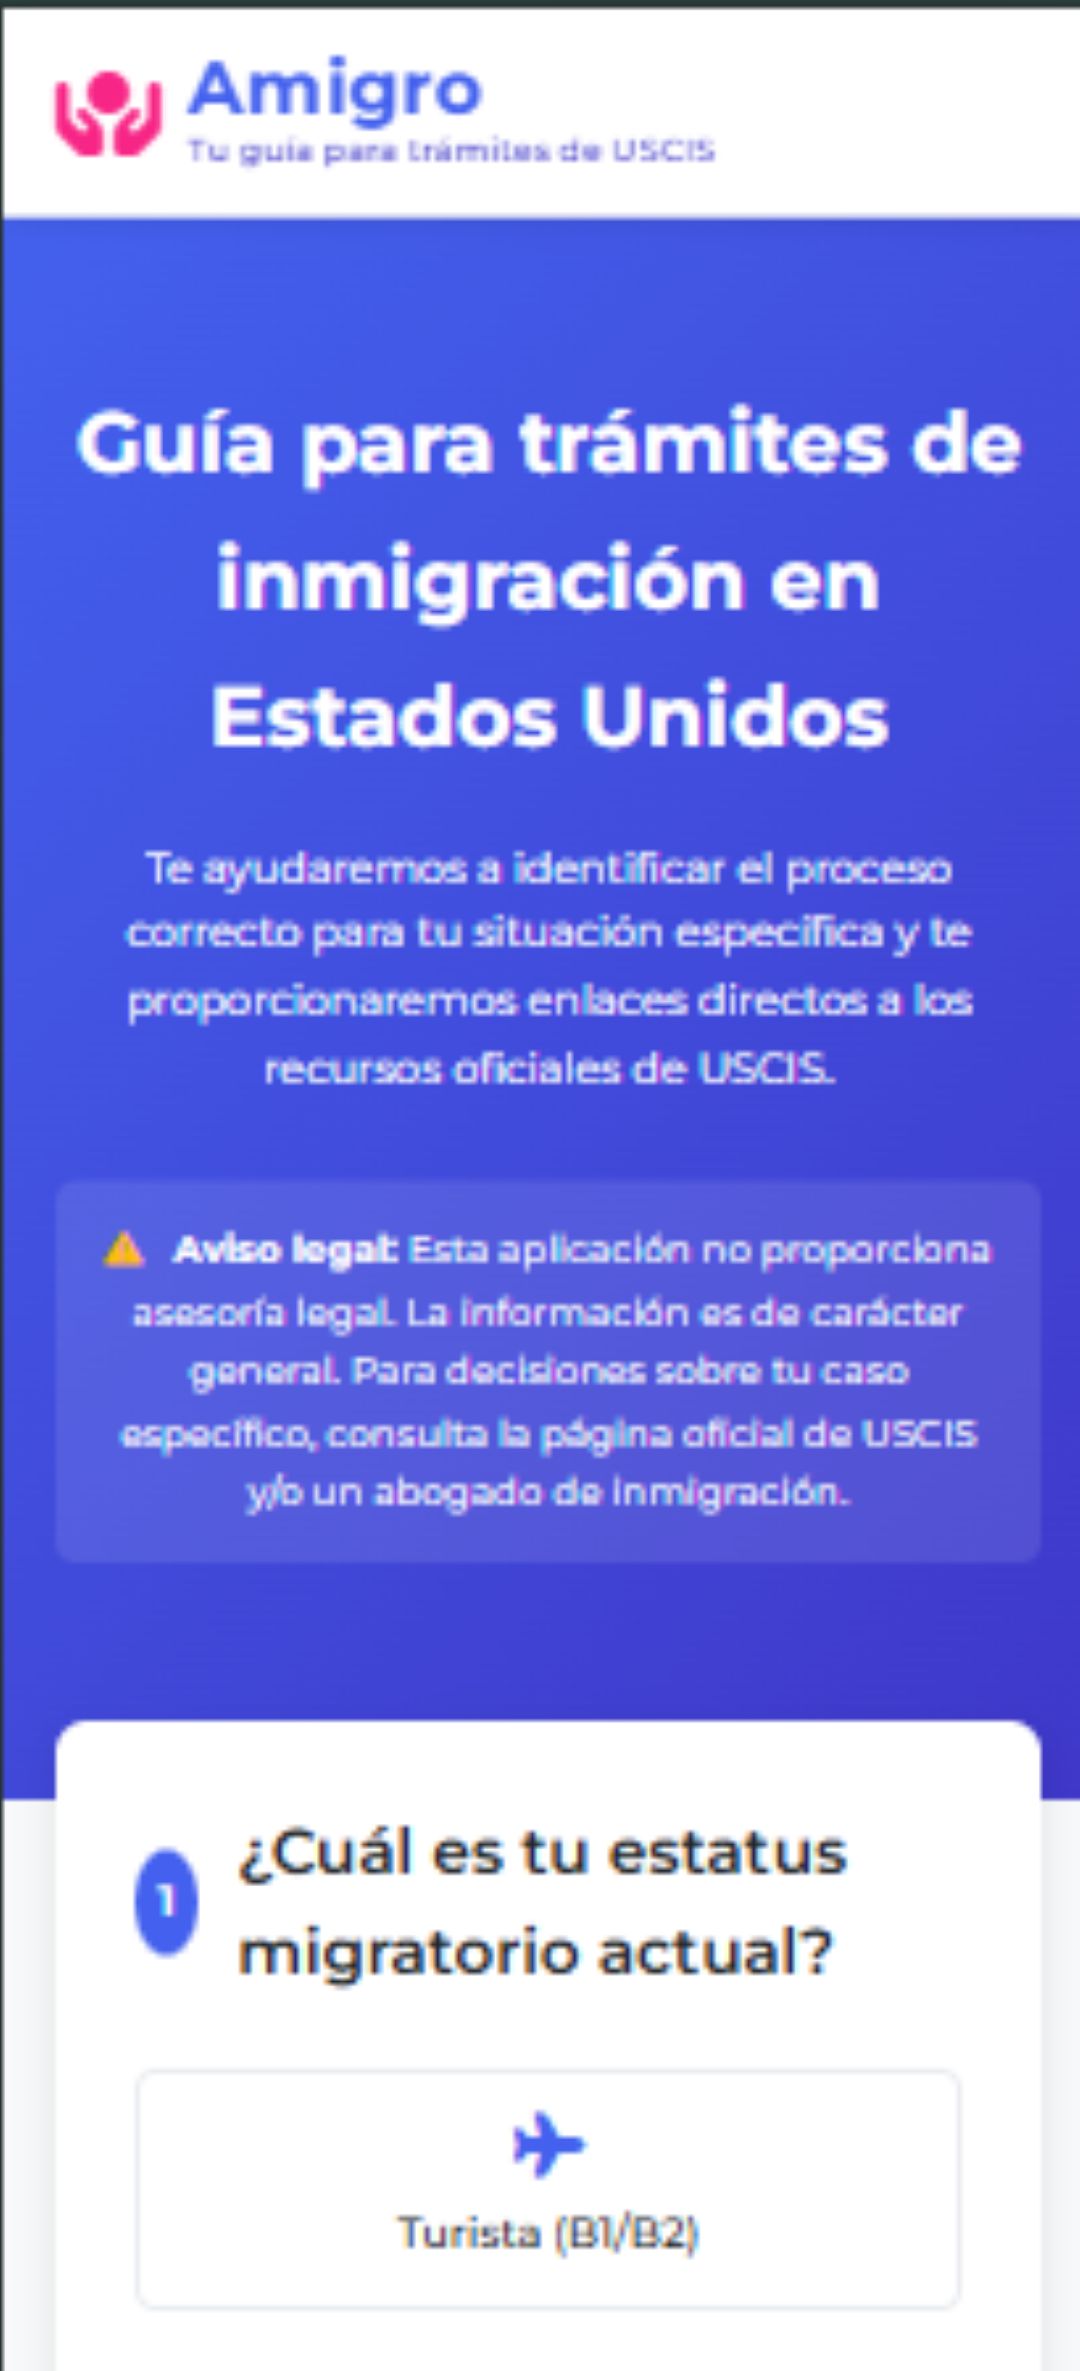 Amigro
Tu guía para trámites de USCIS
Guía para trámites de
inmigración en
Estados Unidos
Te ayudaremos a identificar el proceso
correcto para tu situación específica y te
proporcionaremos enlaces directos a los
recursos oficiales de USCIS.
⚠ Aviso legal: Esta aplicación no proporciona
asesoría legal. La información es de carácter
general. Para decisiones sobre tu caso
específico, consulta la página oficial de USCIS
y/o un abogado de inmigración.
1
¿Cuál es tu estatus
migratorio actual?
Turista (B1/B2)